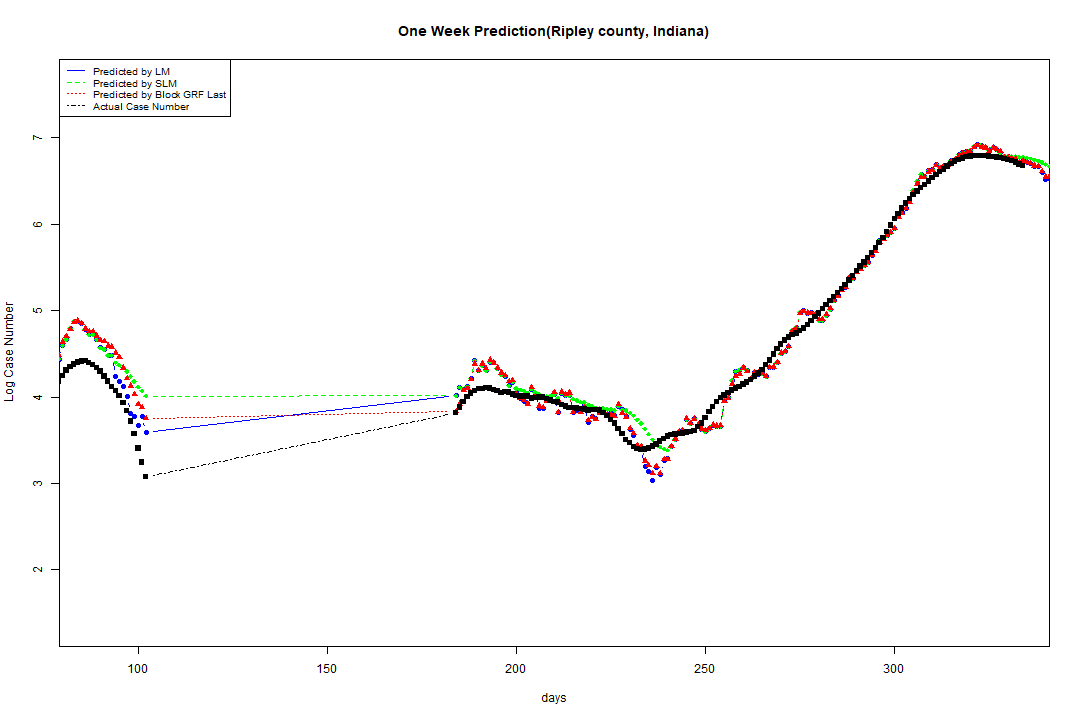 One Week Prediction(Ripley county, Indiana)
Predicted by LM
Predicted by SLM
Predicted by Block GRF Last
Actual Case Number
7
6
5
4
3
2
Log Case Number
100 150 200 250 300
days